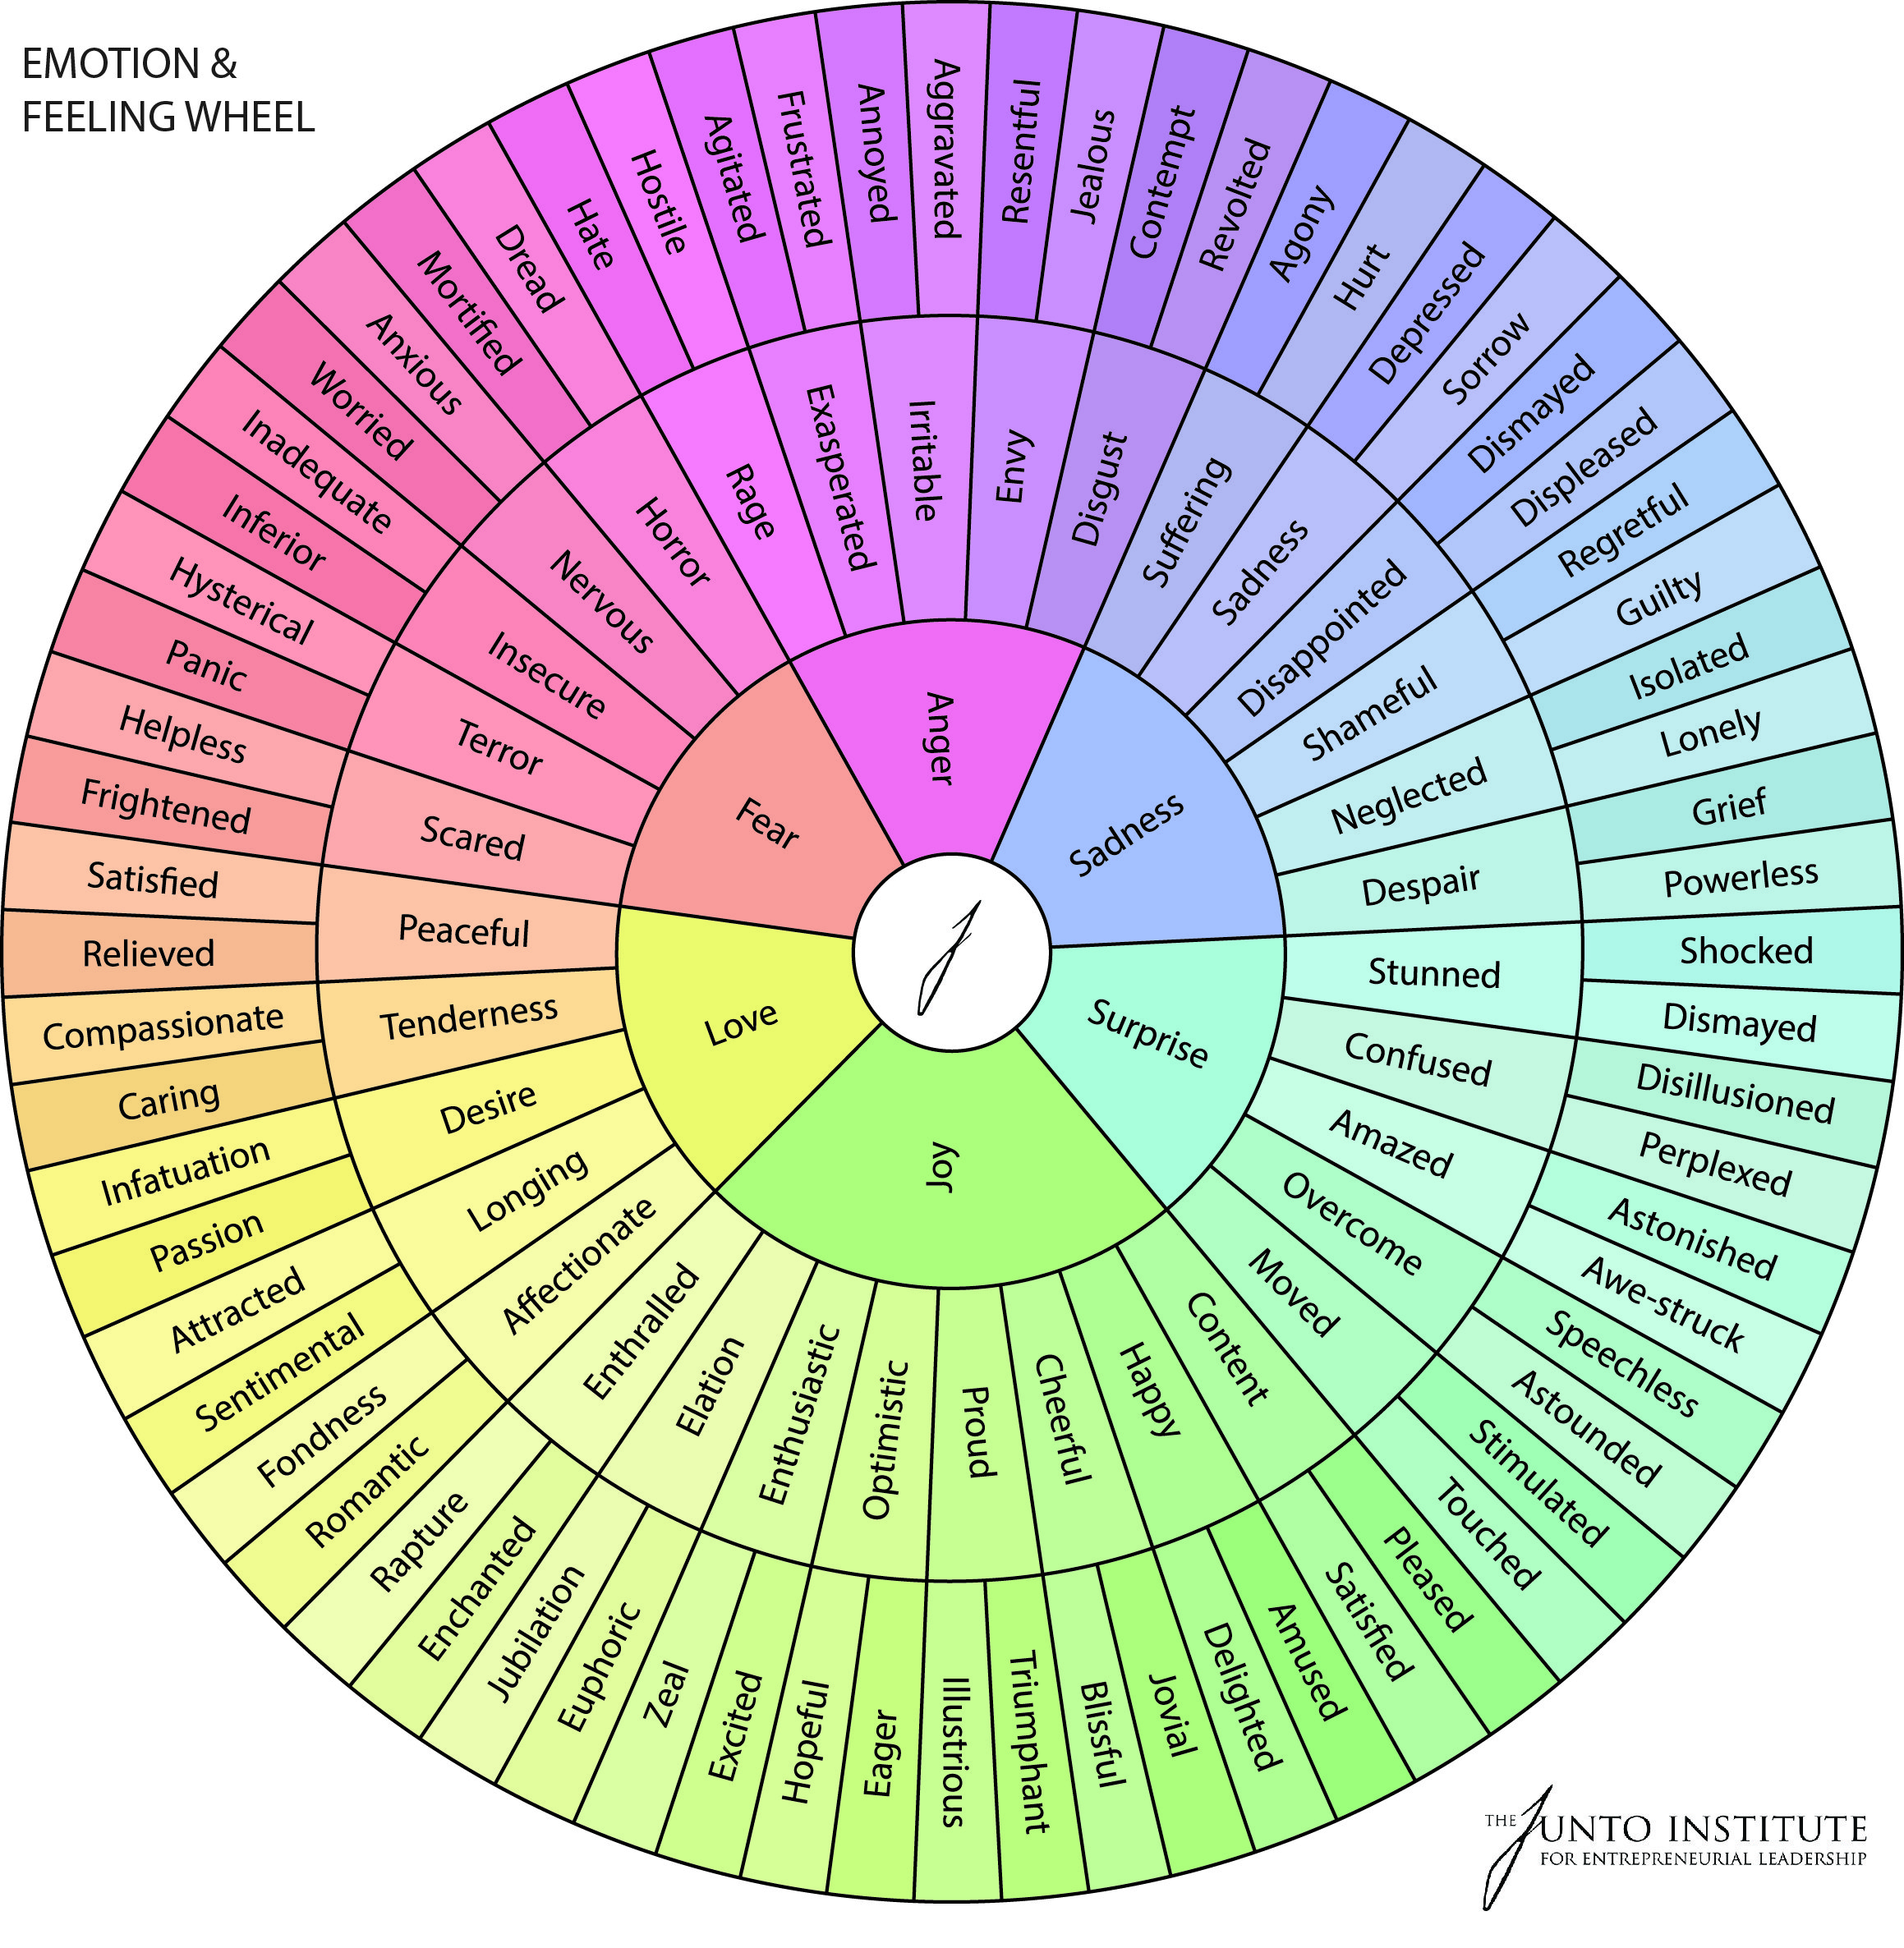 EMOTION &
FEELING WHEEL
Anger
Sadness
Surprise
Joy
Love
Fear
Rage
Exasperated
Irritable
Envy
Disgust
Suffering
Sadness
Disappointed
Shameful
Neglected
Despair
Stunned
Confused
Amazed
Overcome
Moved
Content
Happy
Cheerful
Proud
Optimistic
Enthusiastic
Elation
Enthralled
Affectionate
Longing
Desire
Tenderness
Peaceful
Scared
Terror
Insecure
Nervous
Horror
Hate
Hostile
Agitated
Frustrated
Annoyed
Aggravated
Resentful
Jealous
Contempt
Revolted
Agony
Hurt
Depressed
Sorrow
Dismayed
Displeased
Regretful
Guilty
Isolated
Lonely
Grief
Powerless
Shocked
Dismayed
Disillusioned
Perplexed
Astonished
Awe-struck
Speechless
Astounded
Stimulated
Touched
Pleased
Satisfied
Amused
Delighted
Jovial
Blissful
Triumphant
Illustrious
Eager
Hopeful
Excited
Zeal
Euphoric
Jubilation
Enchanted
Rapture
Romantic
Fondness
Sentimental
Attracted
Passion
Infatuation
Caring
Compassionate
Relieved
Satisfied
Frightened
Helpless
Panic
Hysterical
Inferior
Inadequate
Worried
Anxious
Mortified
Dread
THE JUNTO INSTITUTE
FOR ENTREPRENEURIAL LEADERSHIP